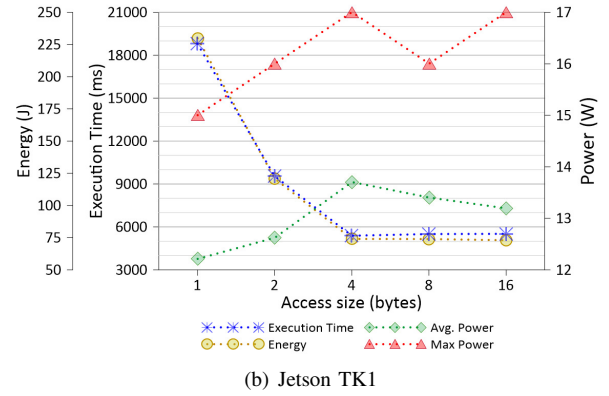 250 21000 17
225
18000
200 16
175 15000
Energy (J)
Execution Time (ms)
150 12000 15
Power (W)
125 14
9000
100
6000 13
75
50 3000 12
1 2 4 8 16
Access size (bytes)
Execution Time Avg. Power
Energy Max Power
(b) Jetson TK1